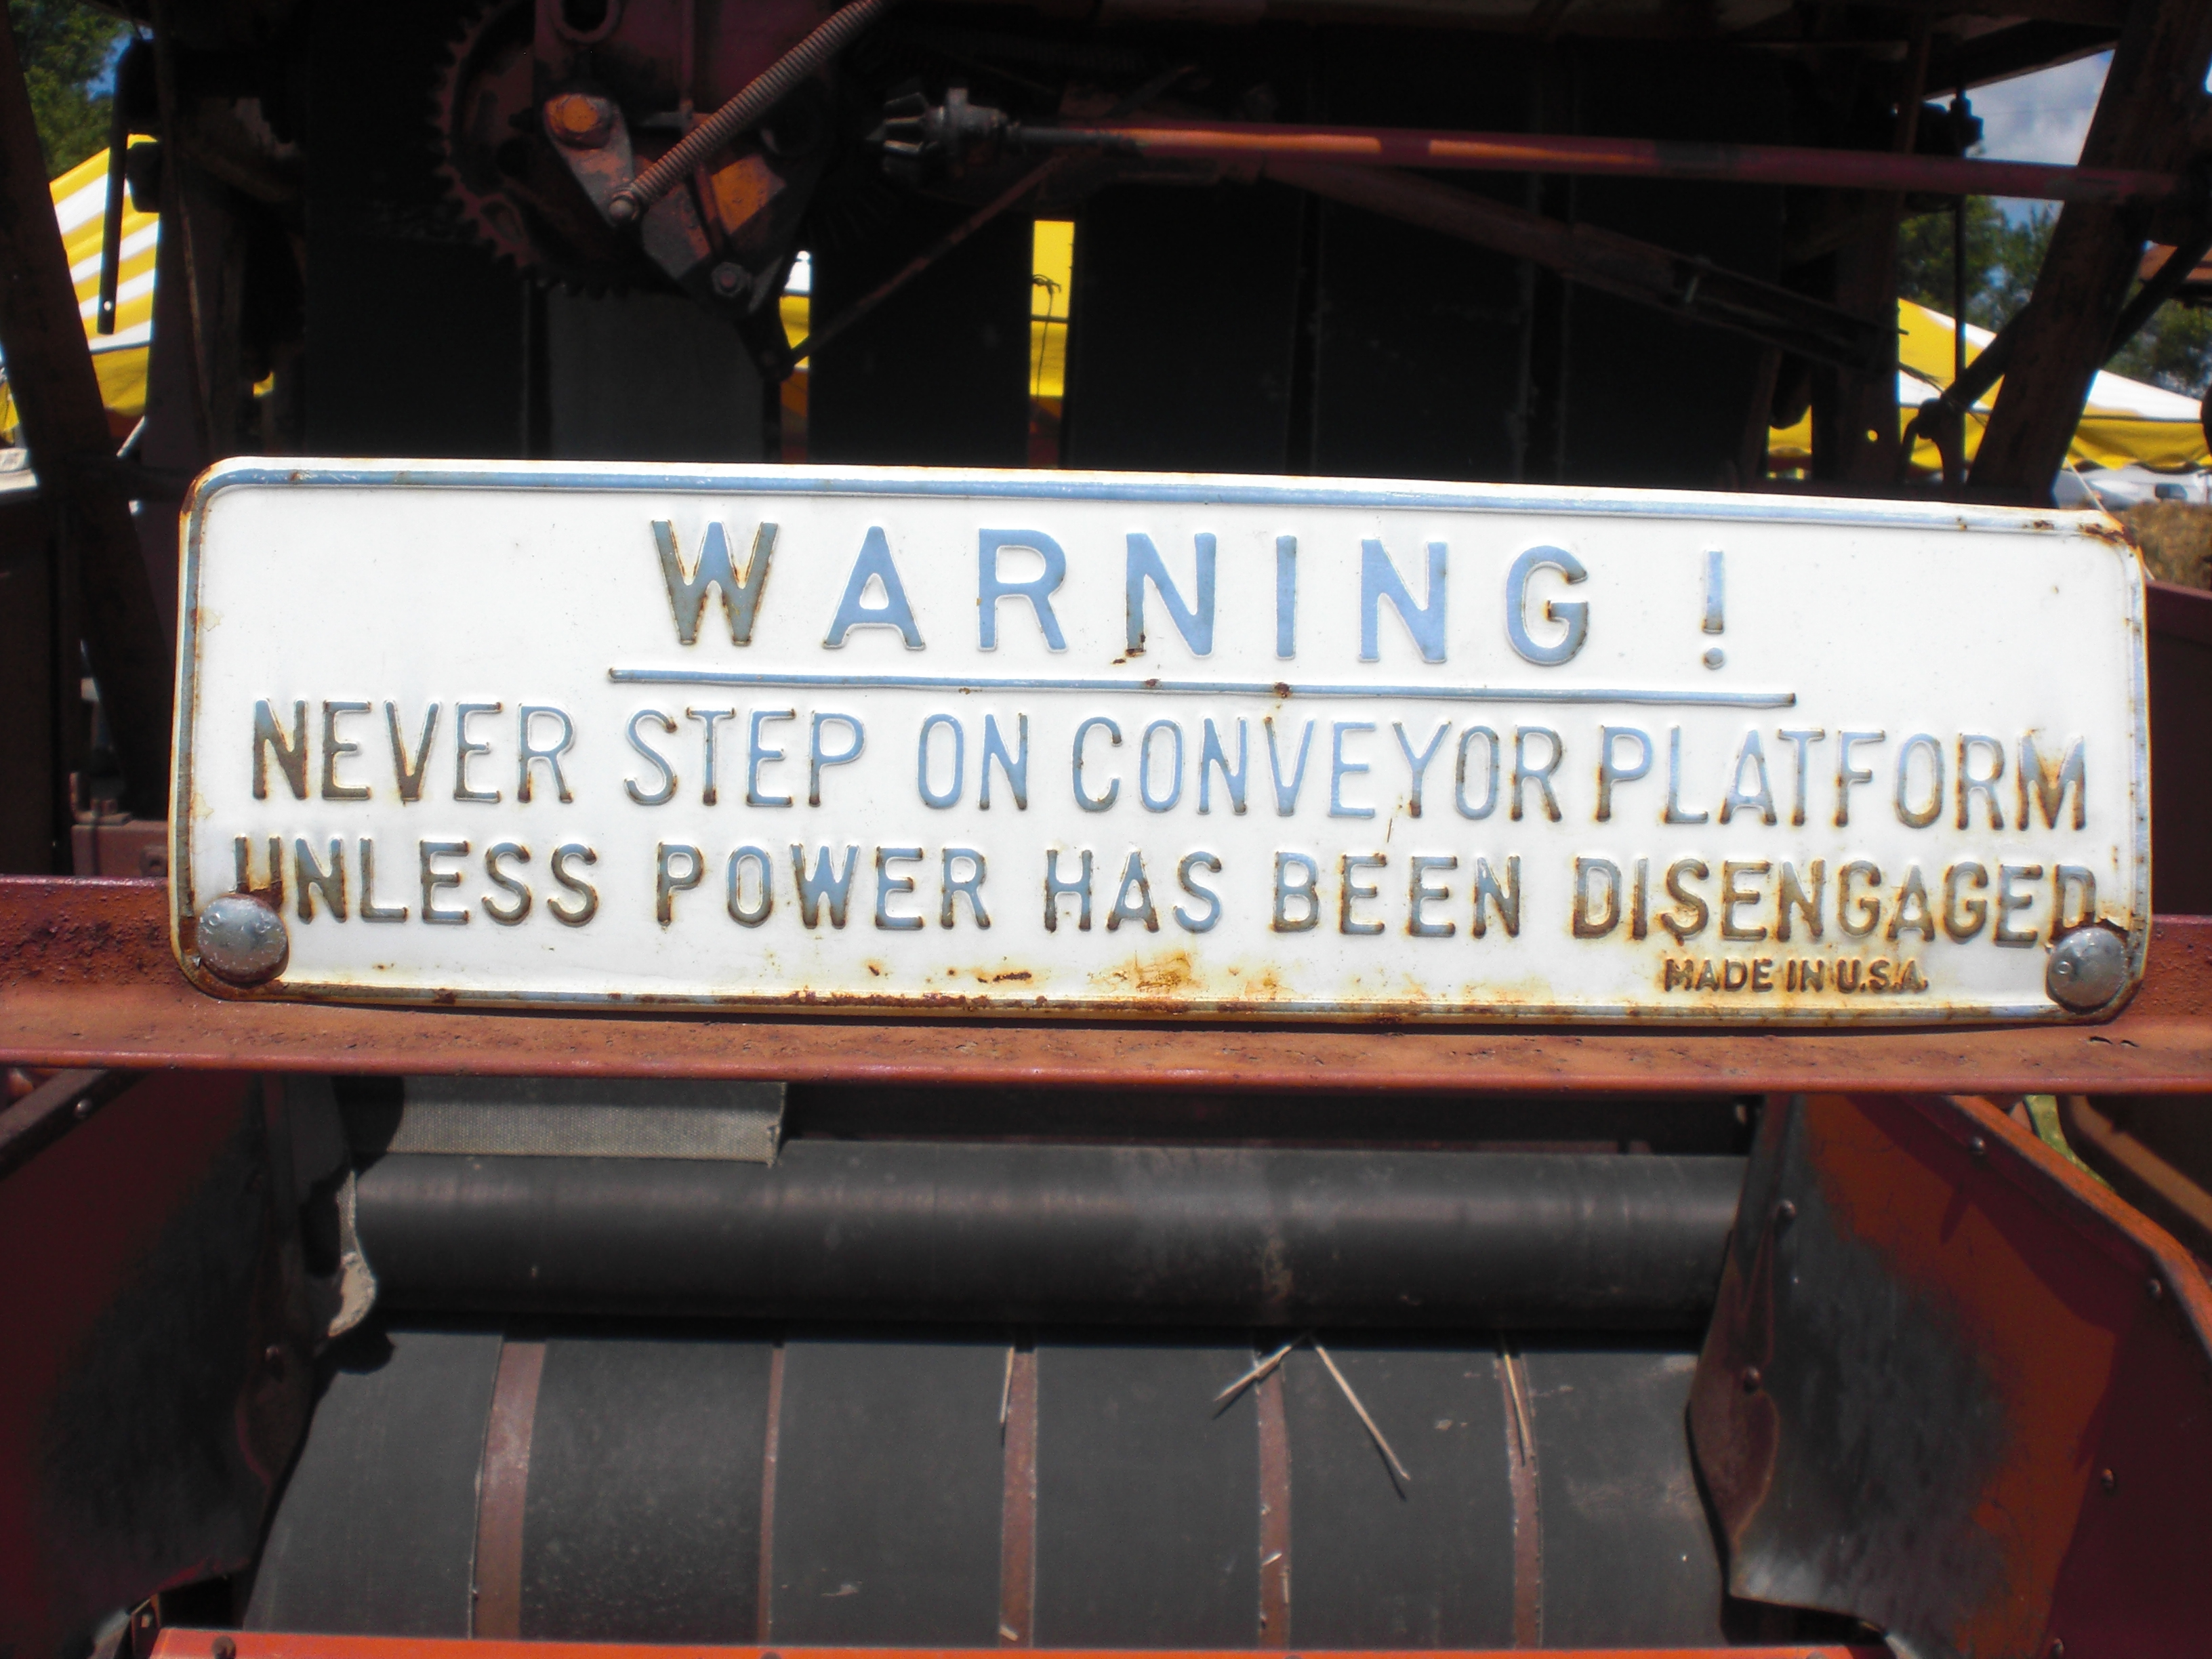 WARNING !
NEVER STEP ON CONVEYOR PLATFORM
UNLESS POWER HAS BEEN DISENGAGED
MADE IN U.S.A.